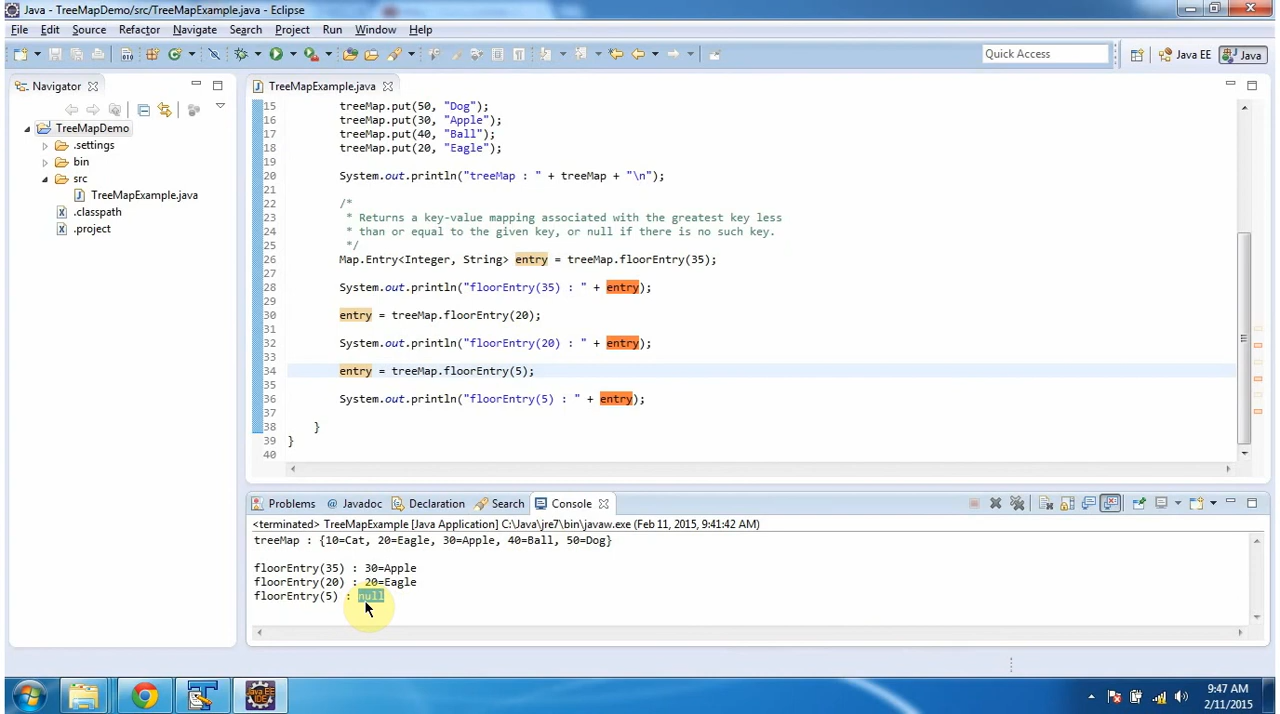 Java - TreeMapDemo/src/TreeMapExample.java - Eclipse
File Edit Source Refactor Navigate Search Project Run Window Help
Quick Access Java EE Java
Navigator
TreeMapDemo
.settings
bin
src
TreeMapExample.java
.classpath
.project
TreeMapExample.java
15 treeMap.put(50, "Dog");
16 treeMap.put(30, "Apple");
17 treeMap.put(40, "Ball");
18 treeMap.put(20, "Eagle");
19
20 System.out.println("treeMap : " + treeMap + "\n");
21
22 /*
23 * Returns a key-value mapping associated with the greatest key less
24 * than or equal to the given key, or null if there is no such key.
25 */
26 Map.Entry<Integer, String> entry = treeMap.floorEntry(35);
27
28 System.out.println("floorEntry(35) : " + entry);
29
30 entry = treeMap.floorEntry(20);
31
32 System.out.println("floorEntry(20) : " + entry);
33
34 entry = treeMap.floorEntry(5);
35
36 System.out.println("floorEntry(5) : " + entry);
37
38 }
39 }
40
Problems Javadoc Declaration Search Console
<terminated> TreeMapExample [Java Application] C:\Java\jre7\bin\javaw.exe (Feb 11, 2015, 9:41:42 AM)
treeMap : {10=Cat, 20=Eagle, 30=Apple, 40=Ball, 50=Dog}
floorEntry(35) : 30=Apple
floorEntry(20) : 20=Eagle
floorEntry(5) : null
Java EE
IDE
9:47 AM
2/11/2015